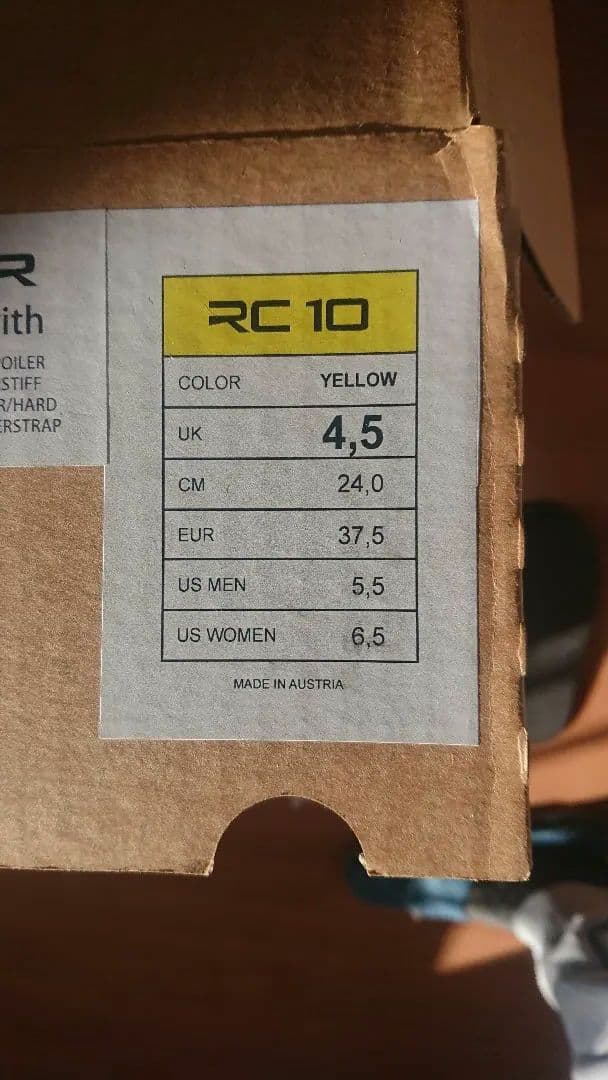 R
ith
OILER
STIFF
R/HARD
ERSTRAP
RC 10
COLOR YELLOW
UK 4,5
CM 24,0
EUR 37,5
US MEN 5,5
US WOMEN 6,5
MADE IN AUSTRIA